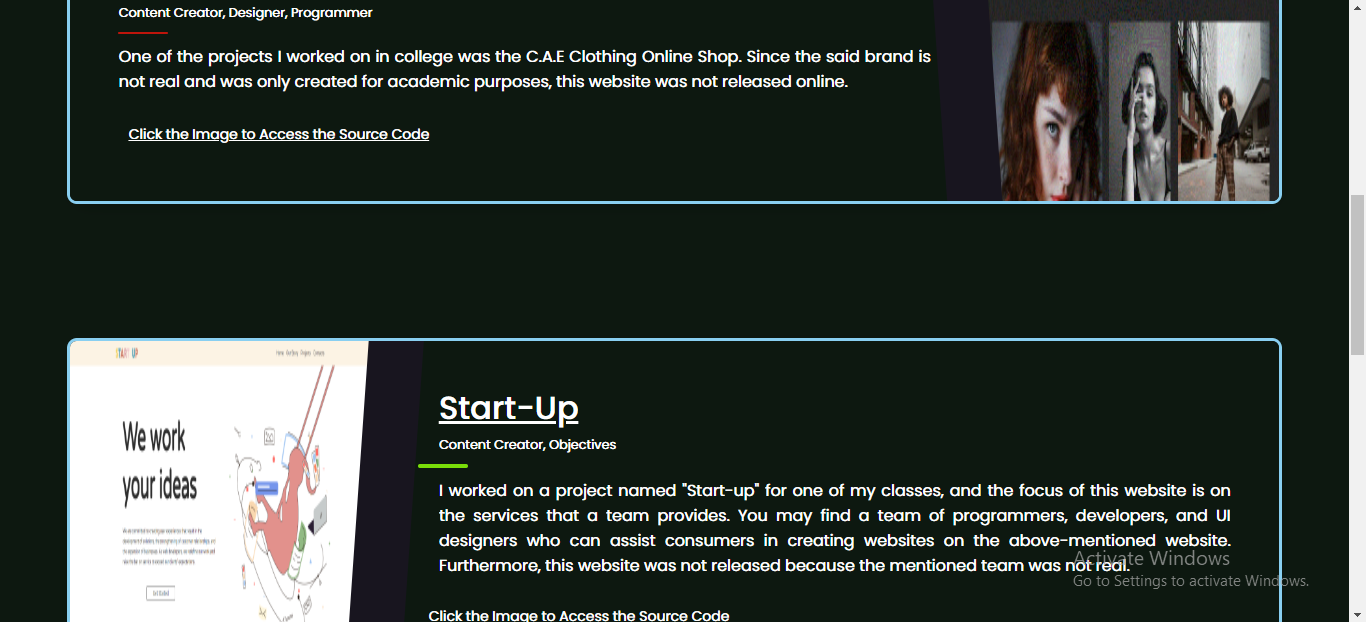 Content Creator, Designer, Programmer
One of the projects I worked on in college was the C.A.E Clothing Online Shop. Since the said brand is
not real and was only created for academic purposes, this website was not released online.
Click the Image to Access the Source Code
START UP
We work
your ideas
Get Started
Start-Up
Content Creator, Objectives
I worked on a project named "Start-up" for one of my classes, and the focus of this website is on
the services that a team provides. You may find a team of programmers, developers, and UI
designers who can assist consumers in creating websites on the above-mentioned website.
Furthermore, this website was not released because the mentioned team was not real.
Click the Image to Access the Source Code
Activate Windows
Go to Settings to activate Windows.